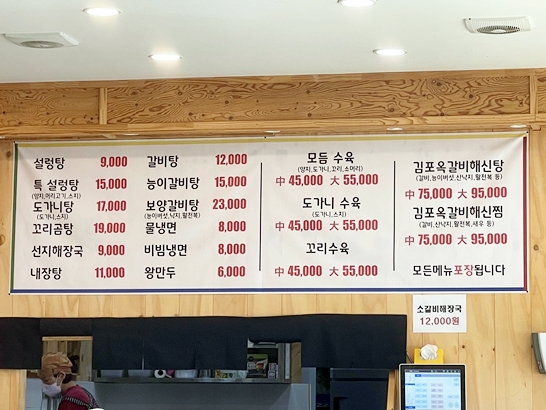 설렁탕 9,000
특 설렁탕 15,000
(양지,머리고기,스지)
도가니탕 17,000
(도가니,스지)
꼬리곰탕 19,000
선지해장국 9,000
내장탕 11,000
갈비탕 12,000
능이갈비탕 15,000
보양갈비탕 23,000
(능이버섯,낙지,활전복)
물냉면 8,000
비빔냉면 8,000
왕만두 6,000
모듬 수육
(양지,도가니,꼬리,소머리)
中 45,000 大 55,000
도가니 수육
(도가니,스지)
中 45,000 大 55,000
꼬리수육
中 45,000 大 55,000
김포옥갈비해신탕
(갈비,능이버섯,산낙지,활전복 등)
中 75,000 大 95,000
김포옥갈비해신찜
(갈비,산낙지,활전복,새우 등)
中 75,000 大 95,000
모든메뉴포장됩니다
소갈비해장국
12,000원